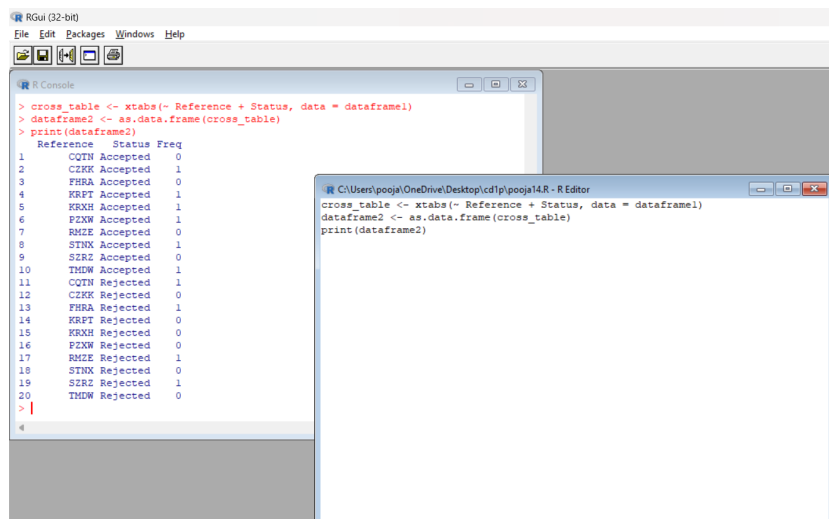 RGui (32-bit)
File Edit Packages Windows Help
R Console
> cross_table <- xtabs(~ Reference + Status, data = dataframe1)
> dataframe2 <- as.data.frame(cross_table)
> print(dataframe2)
Reference Status Freq
1 CQTN Accepted 0
2 CZKK Accepted 1
3 FHRA Accepted 0
4 KRPT Accepted 1
5 KRXH Accepted 1
6 PZXW Accepted 1
7 RMZE Accepted 0
8 STNX Accepted 1
9 SZRZ Accepted 0
10 TMDW Accepted 1
11 CQTN Rejected 1
12 CZKK Rejected 0
13 FHRA Rejected 1
14 KRPT Rejected 0
15 KRXH Rejected 0
16 PZXW Rejected 0
17 RMZE Rejected 1
18 STNX Rejected 0
19 SZRZ Rejected 1
20 TMDW Rejected 0
>
C:\Users\pooja\OneDrive\Desktop\cd1p\pooja14.R - R Editor
cross_table <- xtabs(~ Reference + Status, data = dataframe1)
dataframe2 <- as.data.frame(cross_table)
print(dataframe2)